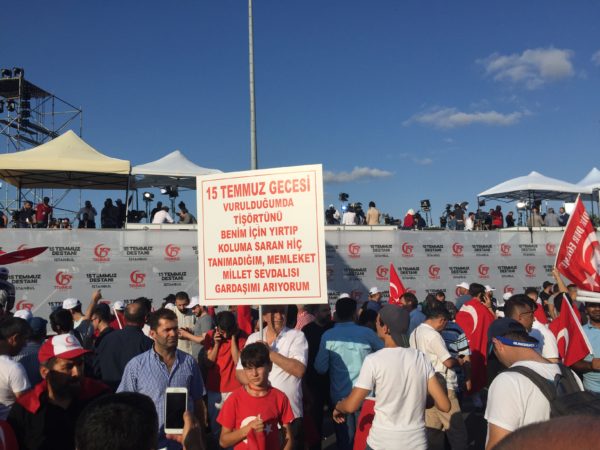 15 TEMMUZ GECESİ
VURULDUĞUMDA
TİŞÖRTÜNÜ
BENİM İÇİN YIRTIP
KOLUMA SARAN HİÇ
TANIMADIĞIM, MEMLEKET
MİLLET SEVDALISI
GARDAŞIMI ARIYORUM
15 TEMMUZ
DESTANI
İSTANBUL